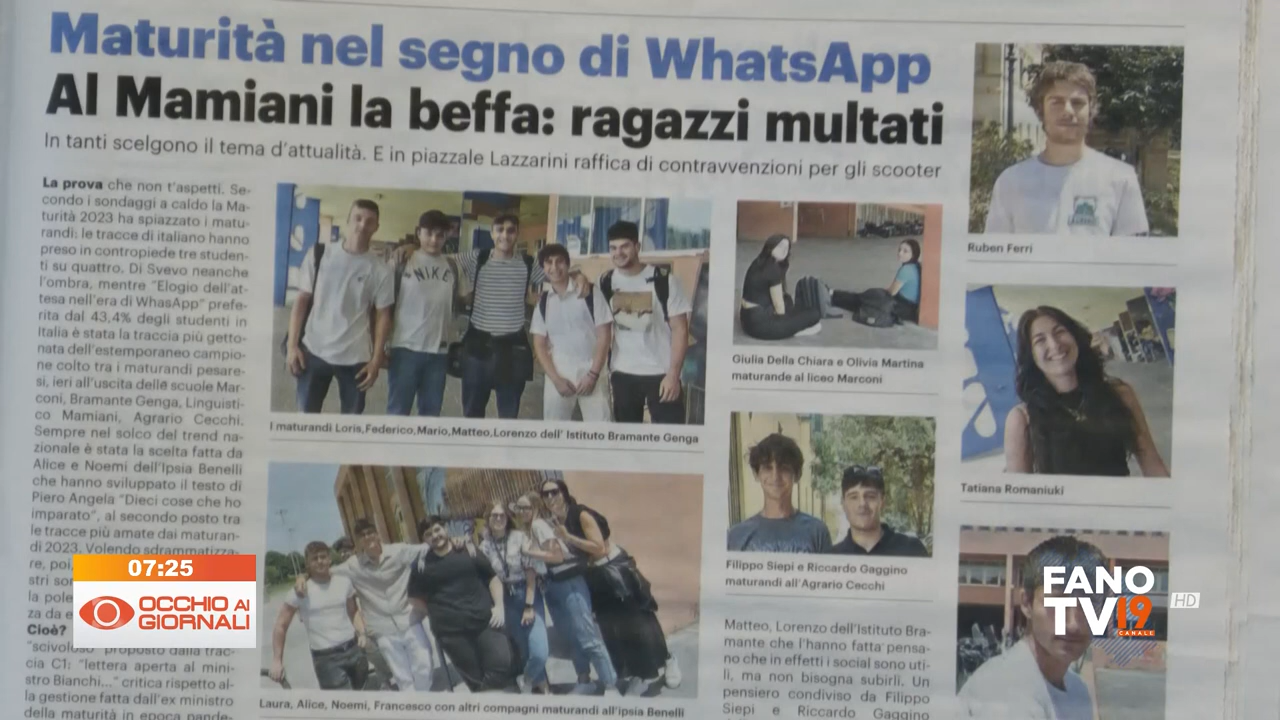 Maturità nel segno di WhatsApp
Al Mamiani la beffa: ragazzi multati
In tanti scelgono il tema d'attualità. E in piazzale Lazzarini raffica di contravvenzioni per gli scooter
La prova che non t'aspetti. Se-
condo i sondaggi a caldo la Ma-
turità 2023 ha spiazzato i matu-
randi: le tracce di italiano hanno
preso in contropiede tre studen-
ti su quattro. Di Svevo neanche
l'ombra, mentre "Elogio dell'at-
tesa nell'era di WhasApp" prefe-
rita dal 43,4% degli studenti in
Italia è stata la traccia più getto-
nata dell'estemporaneo campio-
ne colto tra i maturandi pesare-
si, ieri all'uscita delle scuole Mar-
coni, Bramante Genga, Linguisti-
co Mamiani, Agrario Cecchi.
Sempre nel solco del trend na-
zionale è stata la scelta fatta da
Alice e Noemi dell'Ipsia Benelli
che hanno sviluppato il testo di
Piero Angela "Dieci cose che ho
imparato", al secondo posto tra
le tracce più amate dai maturan-
di 2023. Volendo sdrammatizza-
re, poi,
stri so
la pole
za da e
Cioè?
"scivoloso" proposto dalla trac-
cia C1: "lettera aperta al mini-
stro Bianchi..." critica rispetto al-
la gestione fatta dall'ex ministro
della maturità in epoca pande-
NIKE
I maturandi Loris,Federico,Mario,Matteo,Lorenzo dell' Istituto Bramante Genga
Laura, Alice, Noemi, Francesco con altri compagni maturandi all'ipsia Benelli
Giulia Della Chiara e Olivia Martina
maturande al liceo Marconi
Filippo Siepi e Riccardo Gaggino
maturandi all'Agrario Cecchi
Matteo, Lorenzo dell'Istituto Bra-
mante che l'hanno fatta pensa-
no che in effetti i social sono uti-
li, ma non bisogna subirli. Un
pensiero condiviso da Filippo
Siepi e Riccardo Gaggino
Ruben Ferri
Tatiana Romaniuki
07:25
OCCHIO AI
GIORNALI
FANO
TV19
CANALE
HD